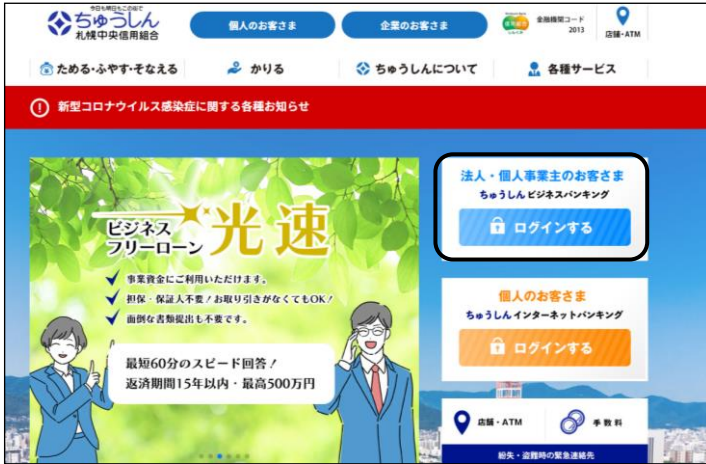 今日も明日もこの街で
ちゅうしん
札幌中央信用組合
個人のお客さま
企業のお客さま
信用組合
金融機関コード
2013
店舗・ATM
ためる・ふやす・そなえる
かりる
ちゅうしんについて
各種サービス
新型コロナウイルス感染症に関する各種お知らせ
ビジネス
フリーローン
光速
事業資金にご利用いただけます。
担保・保証人不要!お取り引きがなくてもOK!
面倒な書類提出も不要です。
最短60分のスピード回答!
返済期間15年以内・最高500万円
法人・個人事業主のお客さま
ちゅうしんビジネスバンキング
ログインする
個人のお客さま
ちゅうしんインターネットバンキング
ログインする
店舗・ATM
手数料
紛失・盗難時の緊急連絡先